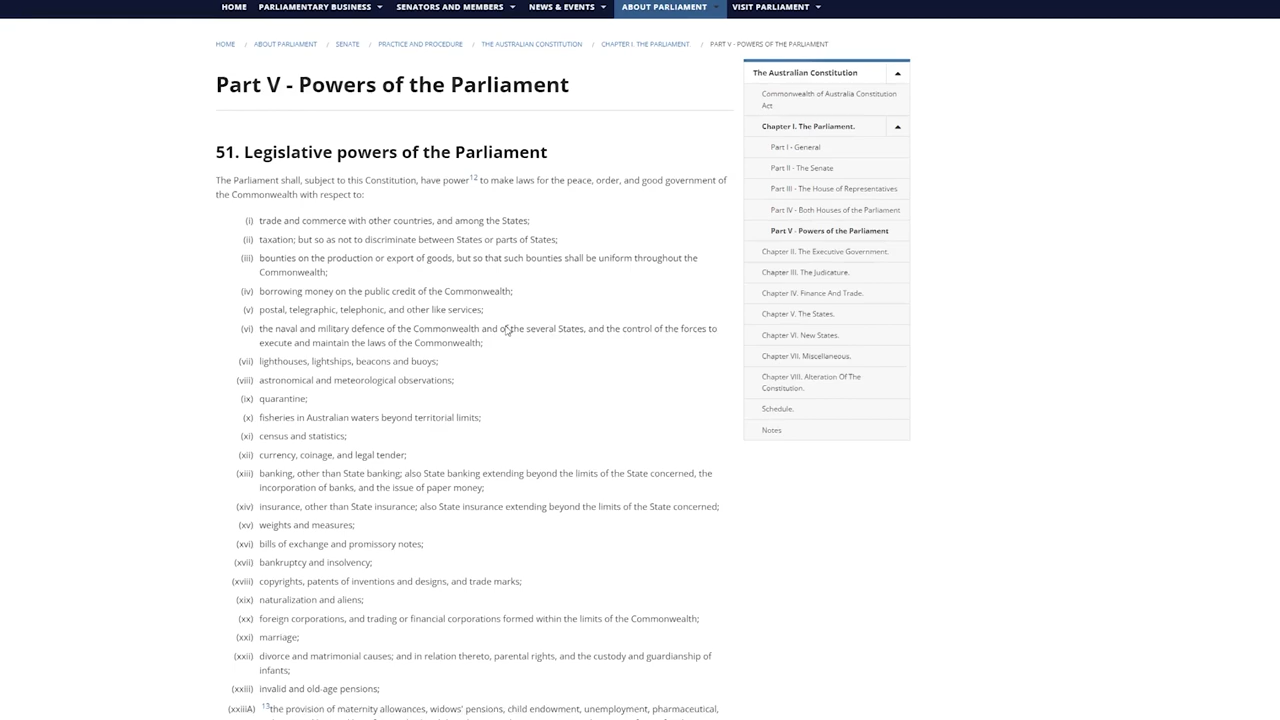 HOME PARLIAMENTARY BUSINESS SENATORS AND MEMBERS NEWS & EVENTS ABOUT PARLIAMENT VISIT PARLIAMENT
HOME / ABOUT PARLIAMENT / SENATE / PRACTICE AND PROCEDURE / THE AUSTRALIAN CONSTITUTION / CHAPTER I. THE PARLIAMENT. / PART V - POWERS OF THE PARLIAMENT
Part V - Powers of the Parliament
51. Legislative powers of the Parliament
The Parliament shall, subject to this Constitution, have power12 to make laws for the peace, order, and good government of
the Commonwealth with respect to:
(i) trade and commerce with other countries, and among the States;
(ii) taxation; but so as not to discriminate between States or parts of States;
(iii) bounties on the production or export of goods, but so that such bounties shall be uniform throughout the
Commonwealth;
(iv) borrowing money on the public credit of the Commonwealth;
(v) postal, telegraphic, telephonic, and other like services;
(vi) the naval and military defence of the Commonwealth and of the several States, and the control of the forces to
execute and maintain the laws of the Commonwealth;
(vii) lighthouses, lightships, beacons and buoys;
(viii) astronomical and meteorological observations;
(ix) quarantine;
(x) fisheries in Australian waters beyond territorial limits;
(xi) census and statistics;
(xii) currency, coinage, and legal tender;
(xiii) banking, other than State banking; also State banking extending beyond the limits of the State concerned, the
incorporation of banks, and the issue of paper money;
(xiv) insurance, other than State insurance; also State insurance extending beyond the limits of the State concerned;
(xv) weights and measures;
(xvi) bills of exchange and promissory notes;
(xvii) bankruptcy and insolvency;
(xviii) copyrights, patents of inventions and designs, and trade marks;
(xix) naturalization and aliens;
(xx) foreign corporations, and trading or financial corporations formed within the limits of the Commonwealth;
(xxi) marriage;
(xxii) divorce and matrimonial causes; and in relation thereto, parental rights, and the custody and guardianship of
infants;
(xxiii) invalid and old-age pensions;
(xxiiiA) 13the provision of maternity allowances, widows' pensions, child endowment, unemployment, pharmaceutical,
The Australian Constitution
Commonwealth of Australia Constitution
Act
Chapter I. The Parliament.
Part I - General
Part II - The Senate
Part III - The House of Representatives
Part IV - Both Houses of the Parliament
Part V - Powers of the Parliament
Chapter II. The Executive Government.
Chapter III. The Judicature.
Chapter IV. Finance And Trade.
Chapter V. The States.
Chapter VI. New States.
Chapter VII. Miscellaneous.
Chapter VIII. Alteration Of The
Constitution.
Schedule.
Notes